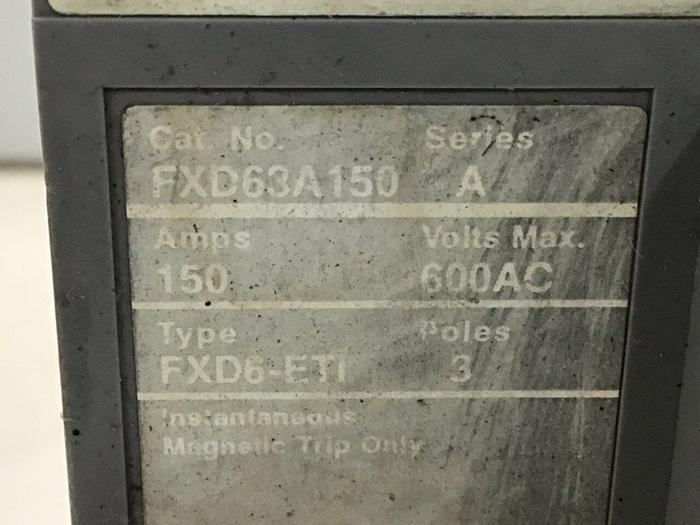 Cat. No. Series
FXD63A150 A
Amps Volts Max.
150 600AC
Type Poles
FXD6-ETI 3
Instantaneous
Magnetic Trip Only